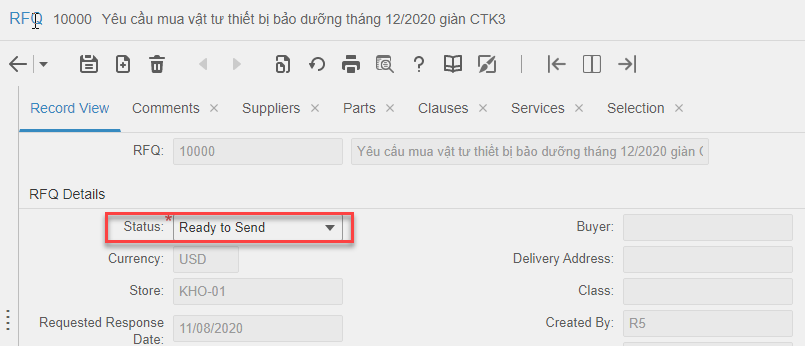 RFQ 10000 Yêu cầu mua vật tư thiết bị bảo dưỡng tháng 12/2020 giàn CTK3
Record View Comments × Suppliers × Parts × Clauses × Services × Selection ×
RFQ: 10000 Yêu cầu mua vật tư thiết bị bảo dưỡng tháng 12/2020 giàn C
RFQ Details
Status: * Ready to Send Buyer:
Currency: USD Delivery Address:
Store: KHO-01 Class:
Requested Response Date: 11/08/2020 Created By: R5